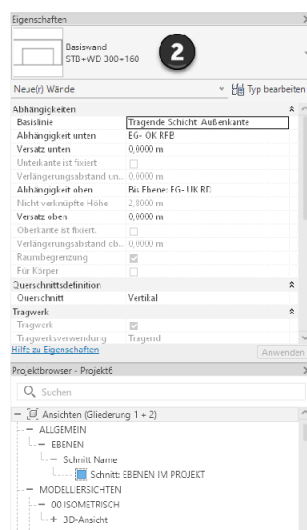 Eigenschaften
Basiswand
STB+WD 300+160
2
Neue(r) Wände
Typ bearbeiten
Abhängigkeiten
Basislinie Tragende Schicht: Außenkante
Abhängigkeit unten EG- OK RFB
Versatz unten 0,0000 m
Unterkante ist fixiert
Verlängerungsabstand un... 0,0000 m
Abhängigkeit oben Bis Ebene: EG- UK RD
Nicht verknüpfte Höhe 2,8000 m
Versatz oben 0,0000 m
Oberkante ist fixiert.
Verlängerungsabstand ob... 0,0000 m
Raumbegrenzung
Für Körper
Querschnittsdefinition
Querschnitt Vertikal
Tragwerk
Tragwerk
Tragwerksverwendung Tragend
Hilfe zu Eigenschaften
Anwenden
Projektbrowser - Projekt6
Suchen
Ansichten (Gliederung 1 + 2)
ALLGEMEIN
EBENEN
Schnitt Name
Schnitt: EBENEN IM PROJEKT
MODELLIERSICHTEN
00 ISOMETRISCH
3D-Ansicht